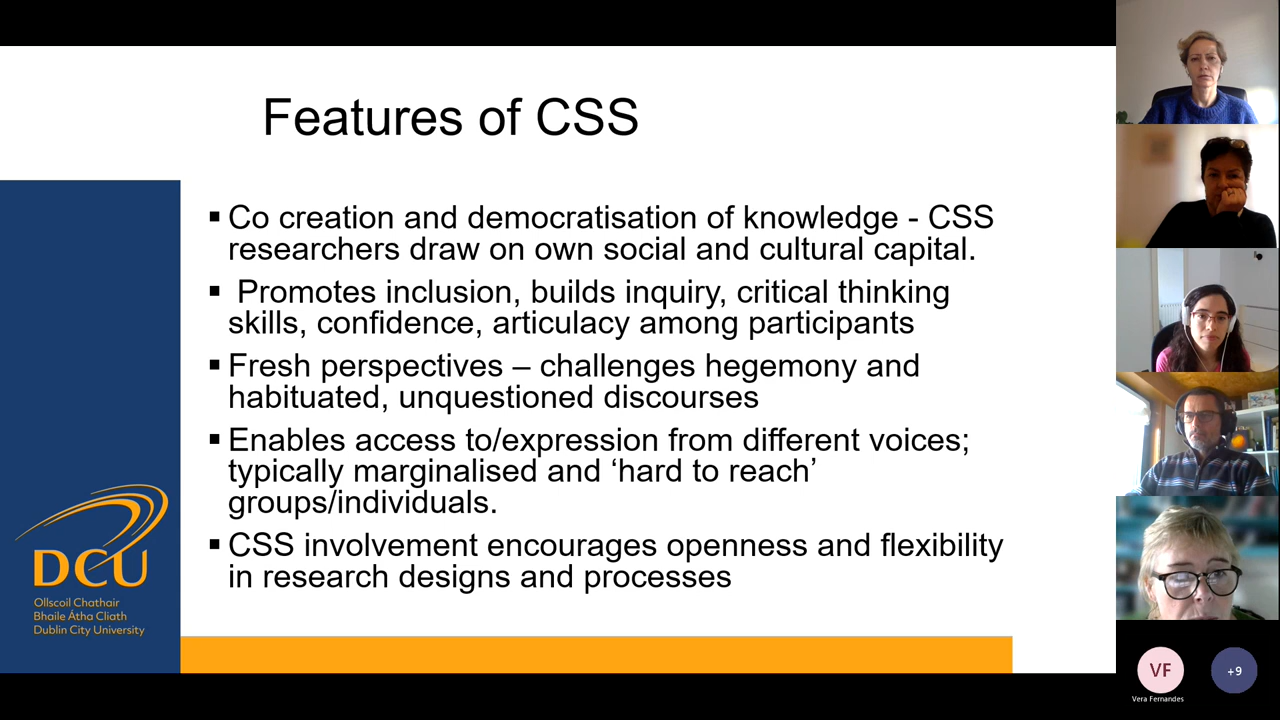 Features of CSS
▪ Co creation and democratisation of knowledge - CSS
researchers draw on own social and cultural capital.
▪ Promotes inclusion, builds inquiry, critical thinking
skills, confidence, articulacy among participants
▪ Fresh perspectives – challenges hegemony and
habituated, unquestioned discourses
▪ Enables access to/expression from different voices;
typically marginalised and ‘hard to reach’
groups/individuals.
▪ CSS involvement encourages openness and flexibility
in research designs and processes
DCU
Ollscoil Chathair
Bhaile Átha Cliath
Dublin City University
VF
Vera Fernandes
+9